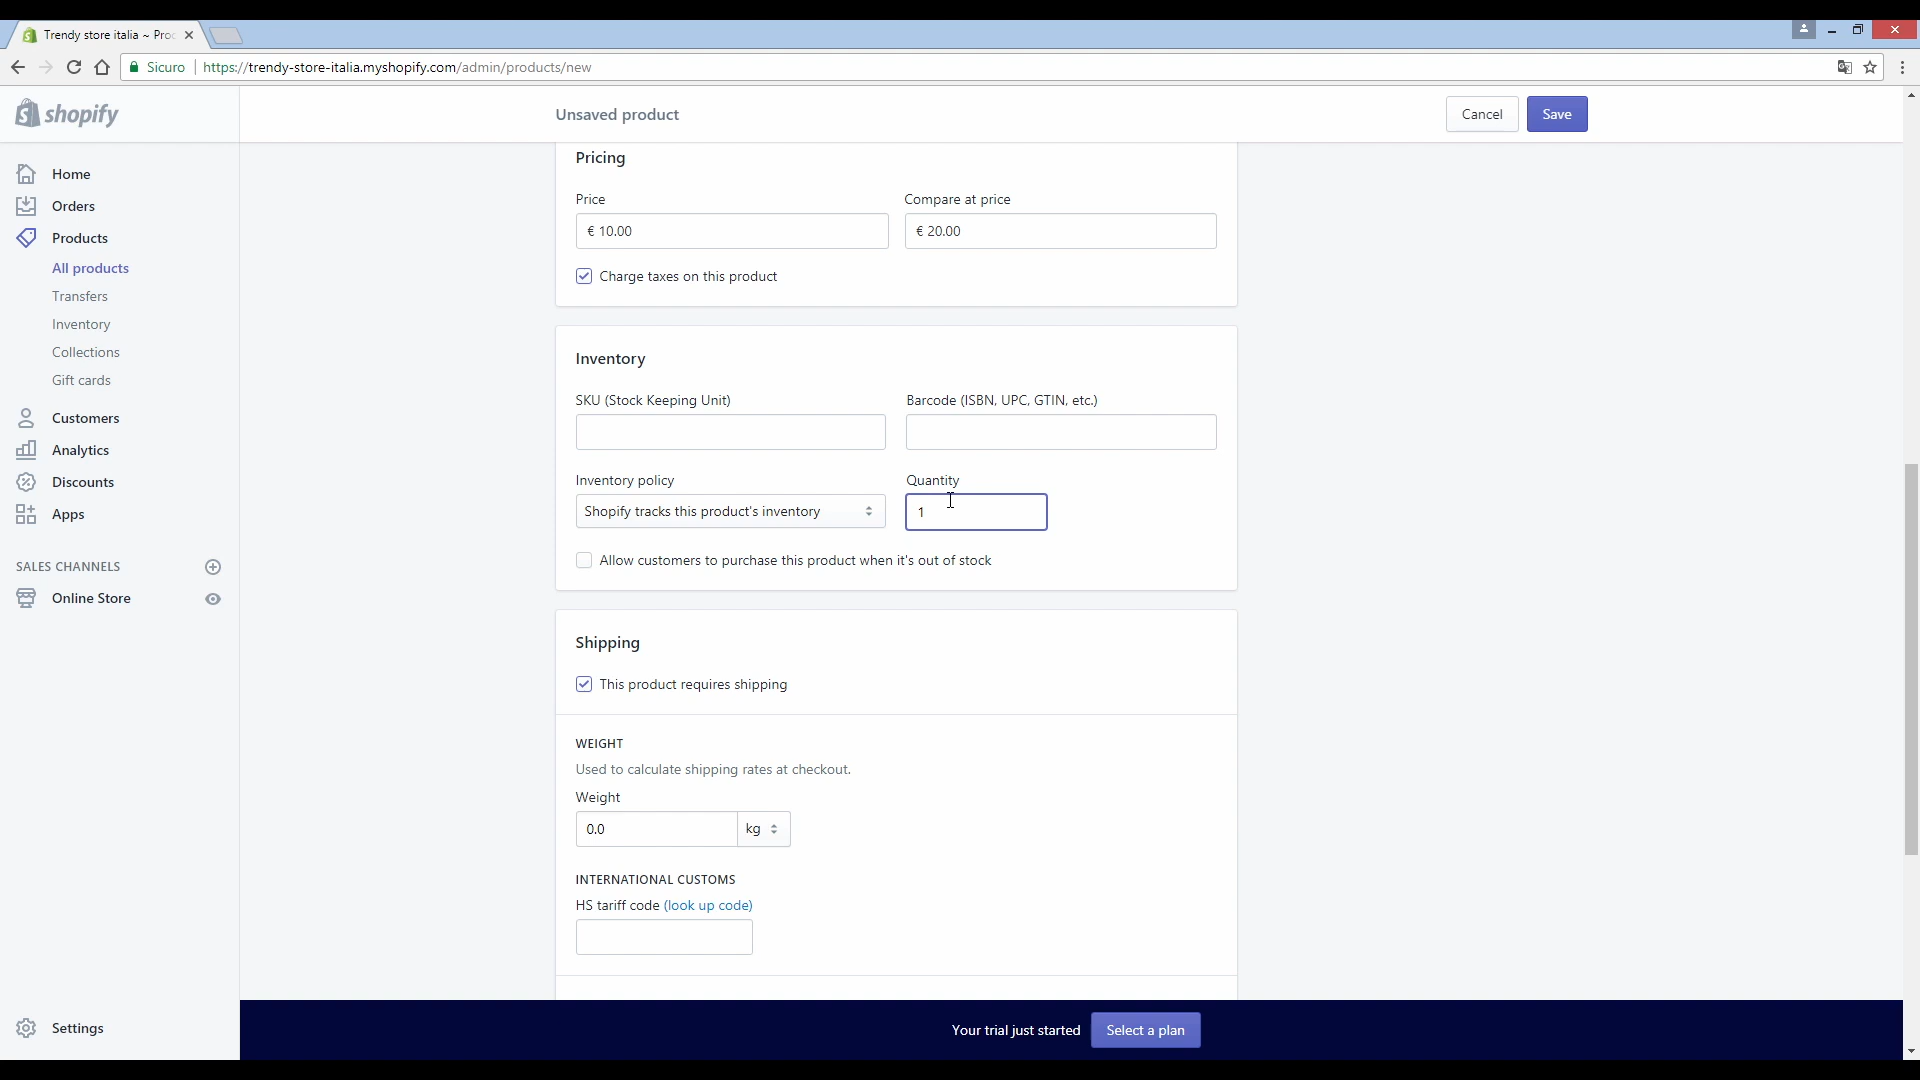 Trendy store italia ~ Proc
Sicuro https://trendy-store-italia.myshopify.com/admin/products/new
shopify
Unsaved product
Cancel
Save
Home
Orders
Products
All products
Transfers
Inventory
Collections
Gift cards
Customers
Analytics
Discounts
Apps
SALES CHANNELS
Online Store
Settings
Pricing
Price Compare at price
€ 10.00 € 20.00
Charge taxes on this product
Inventory
SKU (Stock Keeping Unit) Barcode (ISBN, UPC, GTIN, etc.)
Inventory policy Quantity
Shopify tracks this product's inventory 1
Allow customers to purchase this product when it's out of stock
Shipping
This product requires shipping
WEIGHT
Used to calculate shipping rates at checkout.
Weight
0.0 kg
INTERNATIONAL CUSTOMS
HS tariff code (look up code)
Your trial just started Select a plan